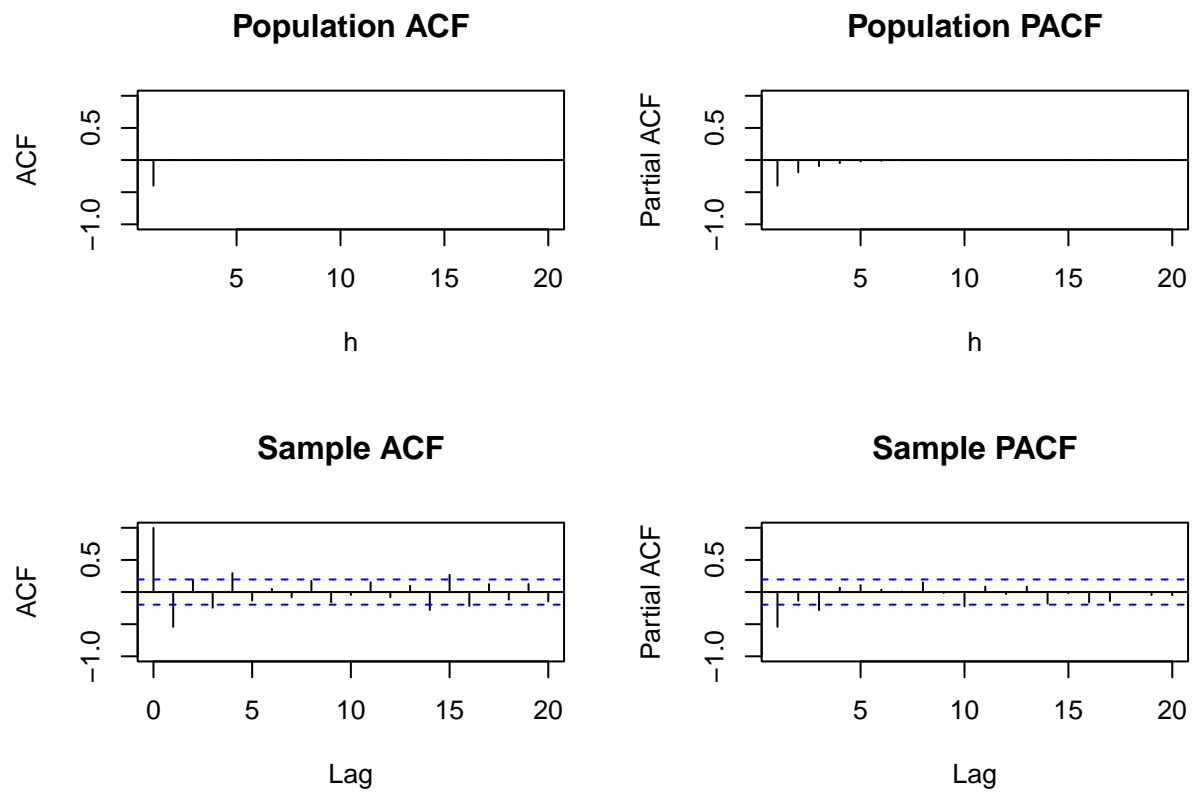 Population ACF
ACF
0.5
−1.0
5 10 15 20
h
Population PACF
Partial ACF
0.5
−1.0
5 10 15 20
h
Sample ACF
ACF
0.5
−1.0
0 5 10 15 20
Lag
Sample PACF
Partial ACF
0.5
−1.0
5 10 15 20
Lag